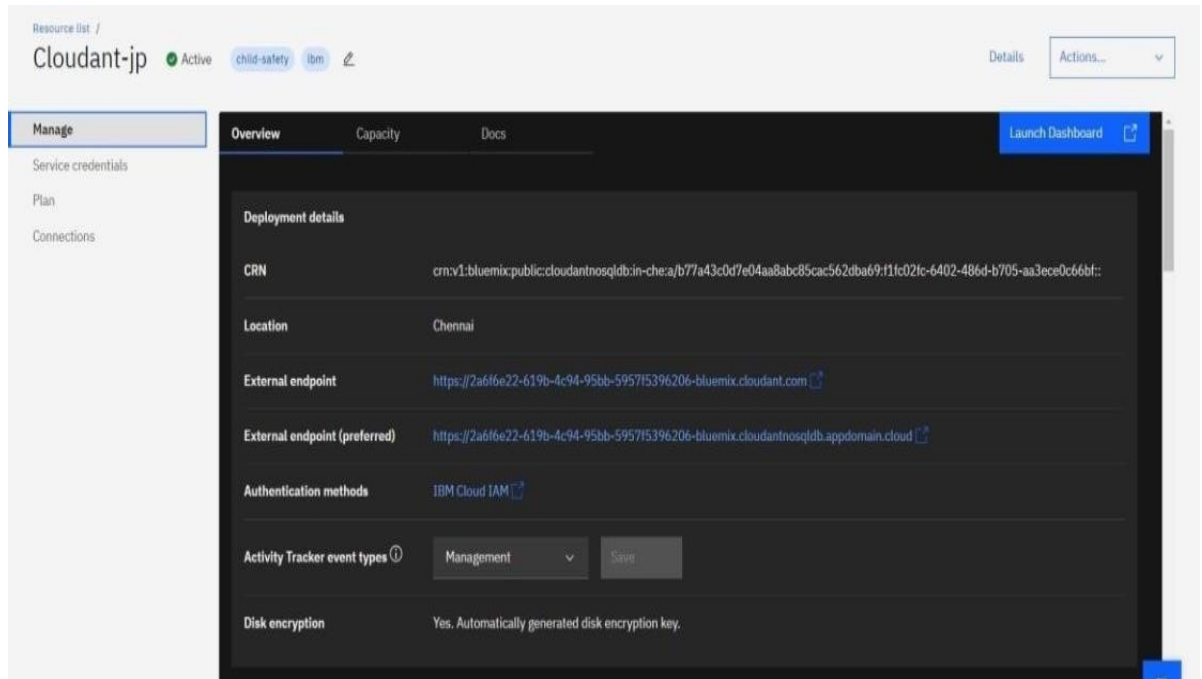 Resource list /
Cloudant-jp Active child-safety ibm
Details Actions...
Manage
Service credentials
Plan
Connections
Overview Capacity Docs Launch Dashboard
Deployment details
CRN crn:v1:bluemix:public:cloudantnosqldb:in-che:a/b77a43c0d7e04aa8abc85cac562dba69:f1fc02fc-6402-486d-b705-aa3ece0c66bf::
Location Chennai
External endpoint https://2a6f6e22-619b-4c94-95bb-5957f5396206-bluemix.cloudant.com
External endpoint (preferred) https://2a6f6e22-619b-4c94-95bb-5957f5396206-bluemix.cloudantnosqldb.appdomain.cloud
Authentication methods IBM Cloud IAM
Activity Tracker event types Management Save
Disk encryption Yes. Automatically generated disk encryption key.